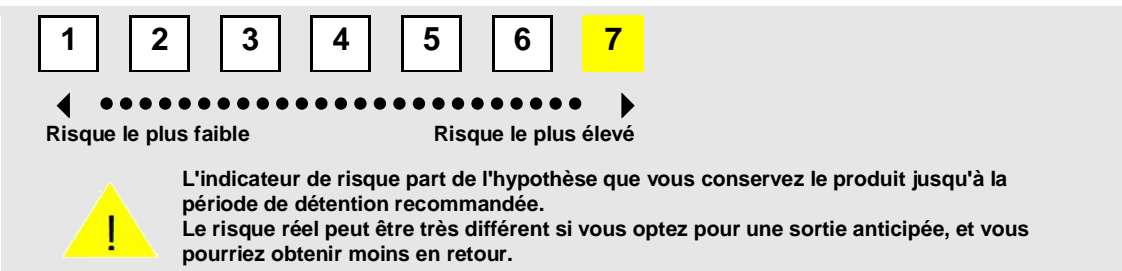 1 2 3 4 5 6 7
Risque le plus faible Risque le plus élevé
L'indicateur de risque part de l'hypothèse que vous conservez le produit jusqu'à la
période de détention recommandée.
Le risque réel peut être très différent si vous optez pour une sortie anticipée, et vous
pourriez obtenir moins en retour.
!